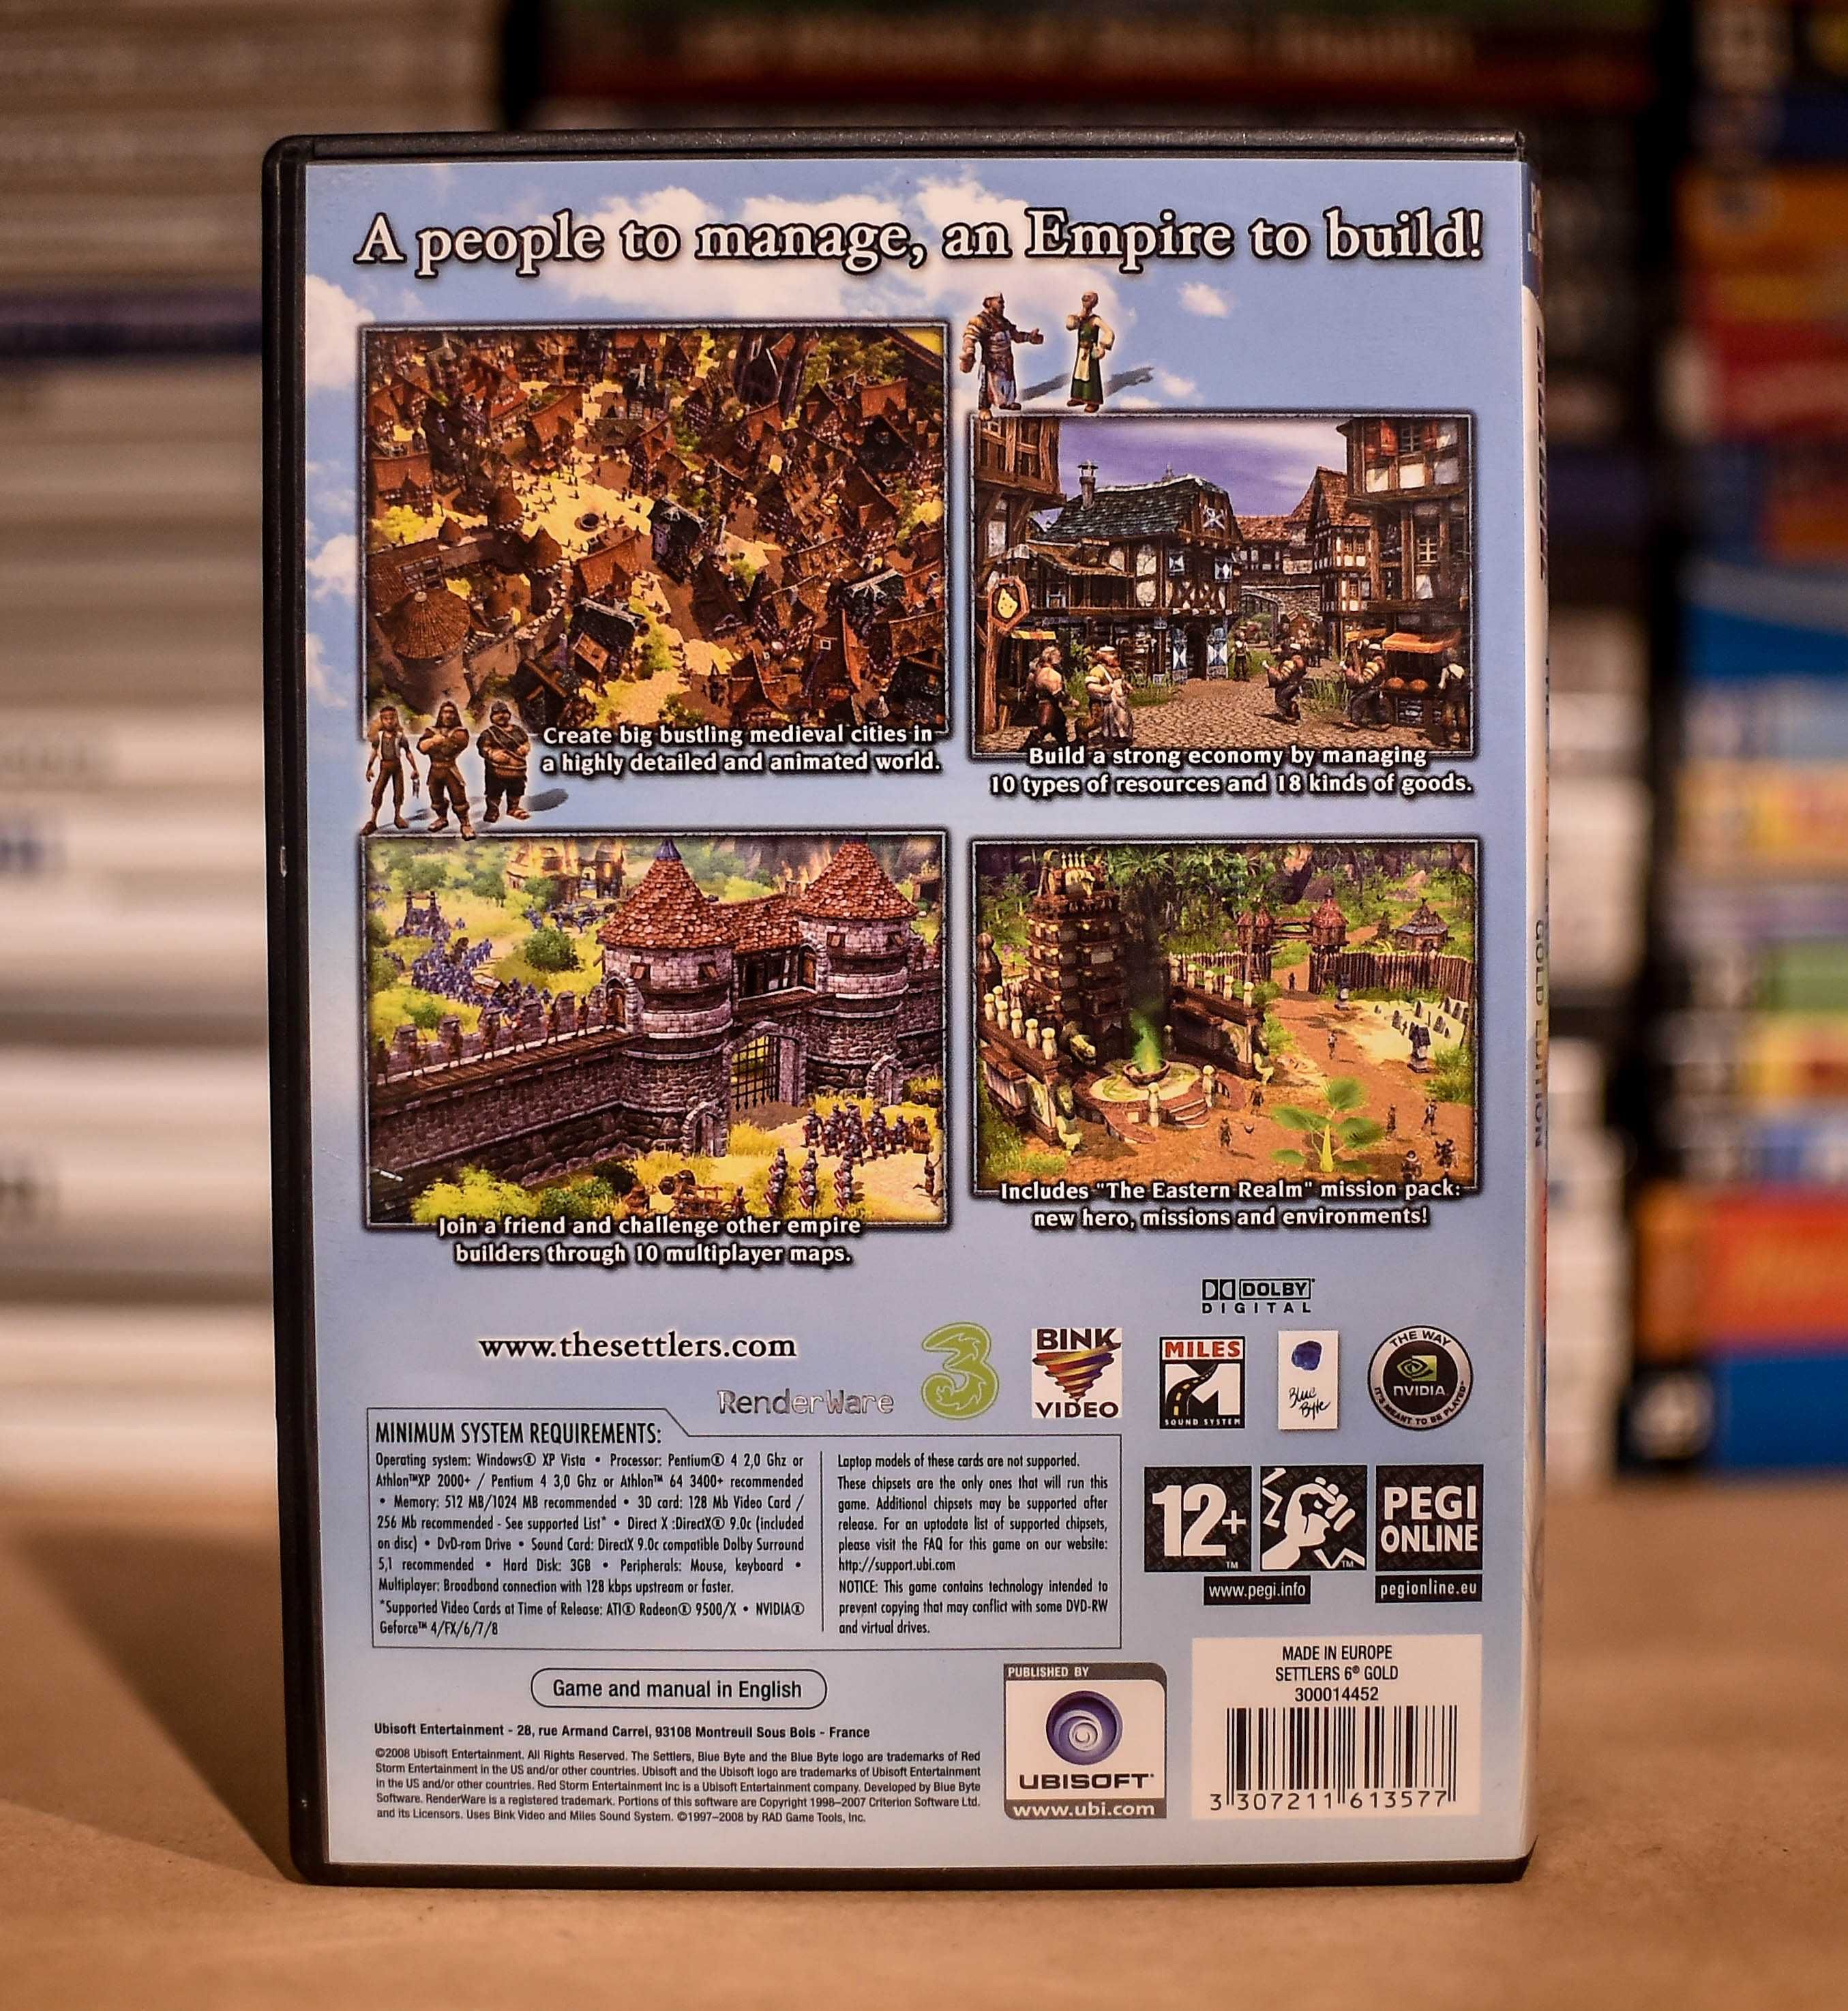 A people to manage, an Empire to build!
Create big bustling medieval cities in
a highly detailed and animated world.
Build a strong economy by managing
10 types of resources and 18 kinds of goods.
Join a friend and challenge other empire
builders through 10 multiplayer maps.
Includes "The Eastern Realm" mission pack:
new hero, missions and environments!
DOLBY
DIGITAL
www.thesettlers.com
RenderWare
3
BINK
VIDEO
MILES
SOUND SYSTEM
Blue
Byte
THE WAY
NVIDIA
IT'S MEANT TO BE PLAYED
MINIMUM SYSTEM REQUIREMENTS:
Operating system: Windows® XP Vista • Processor: Pentium® 4 2,0 Ghz or
Athlon™XP 2000+ / Pentium 4 3,0 Ghz or Athlon™ 64 3400+ recommended
• Memory: 512 MB/1024 MB recommended • 3D card: 128 Mb Video Card /
256 Mb recommended - See supported List* • Direct X :DirectX® 9.0c (included
on disc) • DvD-rom Drive • Sound Card: DirectX 9.0c compatible Dolby Surround
5,1 recommended • Hard Disk: 3GB • Peripherals: Mouse, keyboard •
Multiplayer: Broadband connection with 128 kbps upstream or faster.
*Supported Video Cards at Time of Release: ATI® Radeon® 9500/X • NVIDIA®
Geforce™ 4/FX/6/7/8
Laptop models of these cards are not supported.
These chipsets are the only ones that will run this
game. Additional chipsets may be supported after
release. For an uptodate list of supported chipsets,
please visit the FAQ for this game on our website:
http://support.ubi.com
NOTICE: This game contains technology intended to
prevent copying that may conflict with some DVD-RW
and virtual drives.
12+
TM
TM
PEGI
ONLINE
www.pegi.info
pegionline.eu
Game and manual in English
Ubisoft Entertainment - 28, rue Armand Carrel, 93108 Montreuil Sous Bois - France
©2008 Ubisoft Entertainment. All Rights Reserved. The Settlers, Blue Byte and the Blue Byte logo are trademarks of Red
Storm Entertainment in the US and/or other countries. Ubisoft and the Ubisoft logo are trademarks of Ubisoft Entertainment
in the US and/or other countries. Red Storm Entertainment Inc is a Ubisoft Entertainment company. Developed by Blue Byte
Software. RenderWare is a registered trademark. Portions of this software are Copyright 1998–2007 Criterion Software Ltd.
and its Licensors. Uses Bink Video and Miles Sound System. ©1997–2008 by RAD Game Tools, Inc.
PUBLISHED BY
UBISOFT
www.ubi.com
MADE IN EUROPE
SETTLERS 6® GOLD
300014452
3 307211 613577
GOLD EDITION